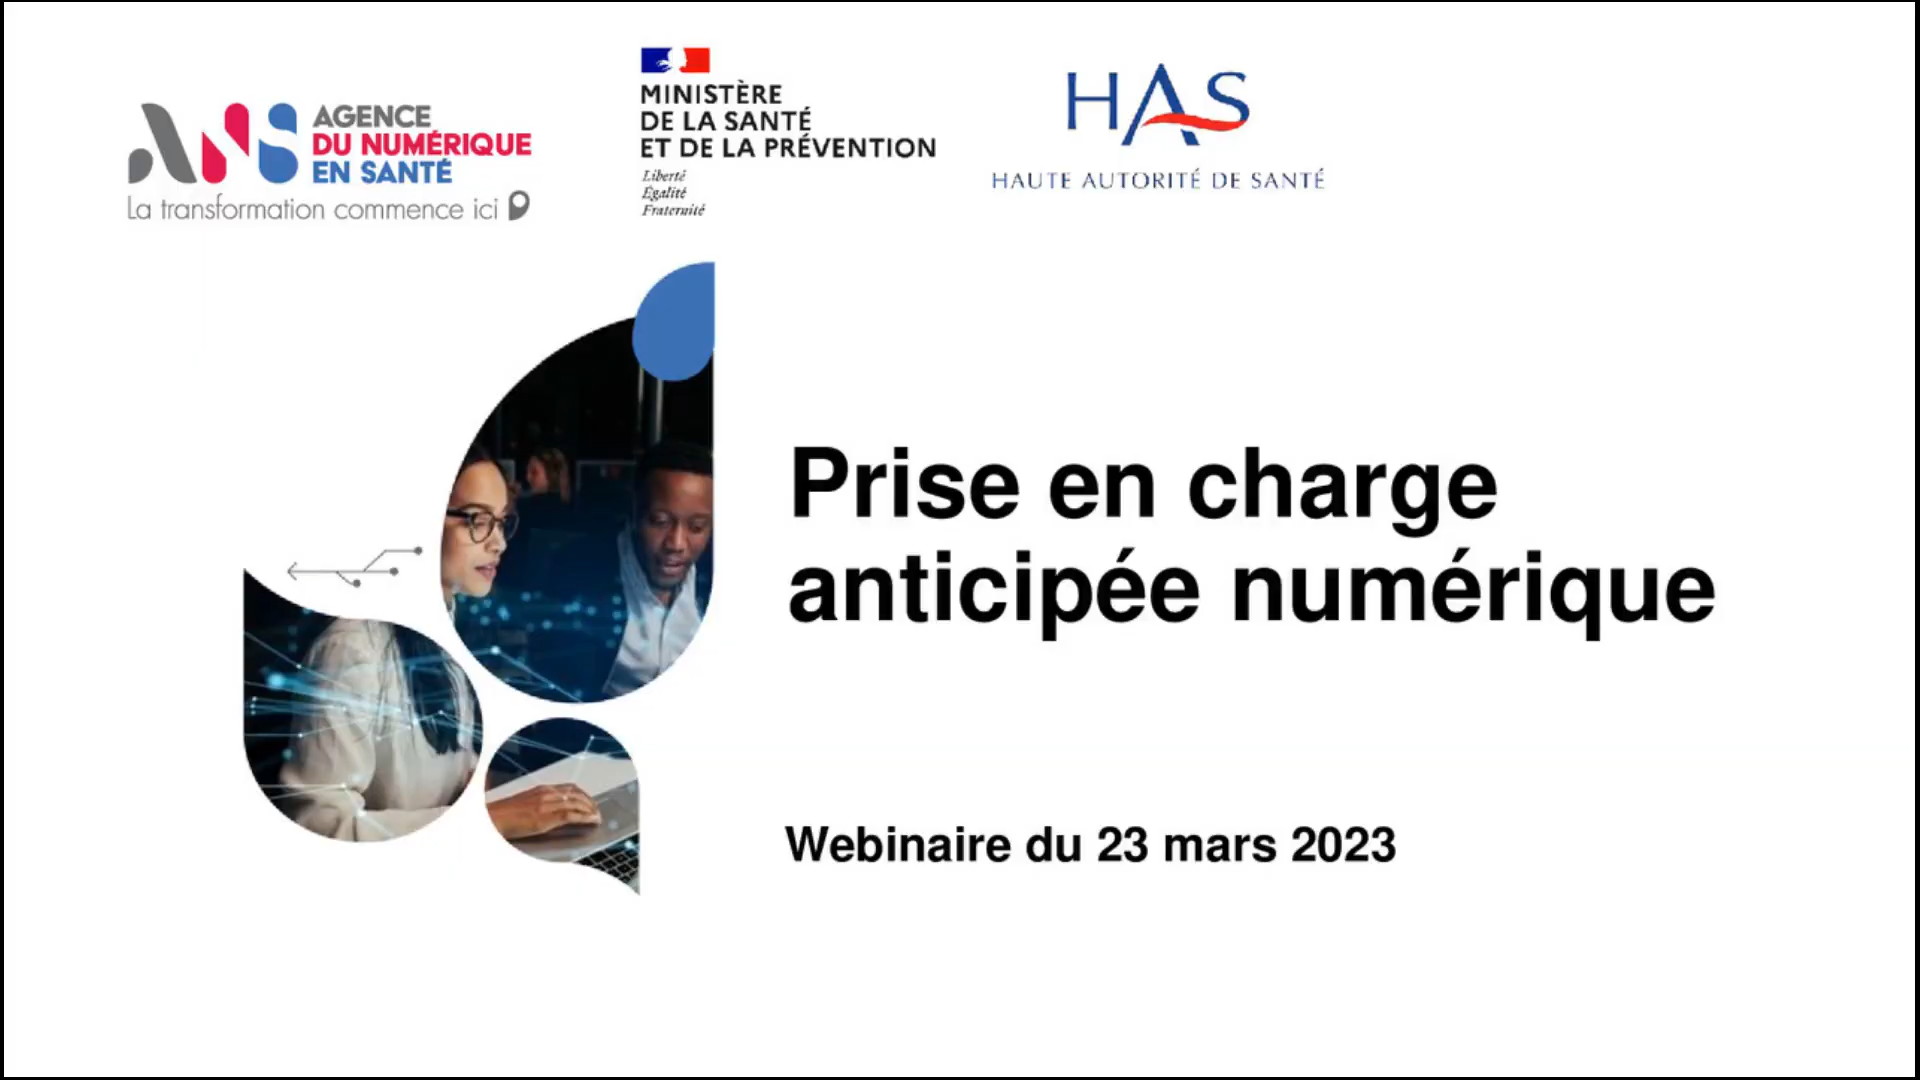 ANS
AGENCE
DU NUMÉRIQUE
EN SANTÉ
La transformation commence ici
MINISTÈRE
DE LA SANTÉ
ET DE LA PRÉVENTION
Liberté
Égalité
Fraternité
HAS
HAUTE AUTORITÉ DE SANTÉ
Prise en charge
anticipée numérique
Webinaire du 23 mars 2023